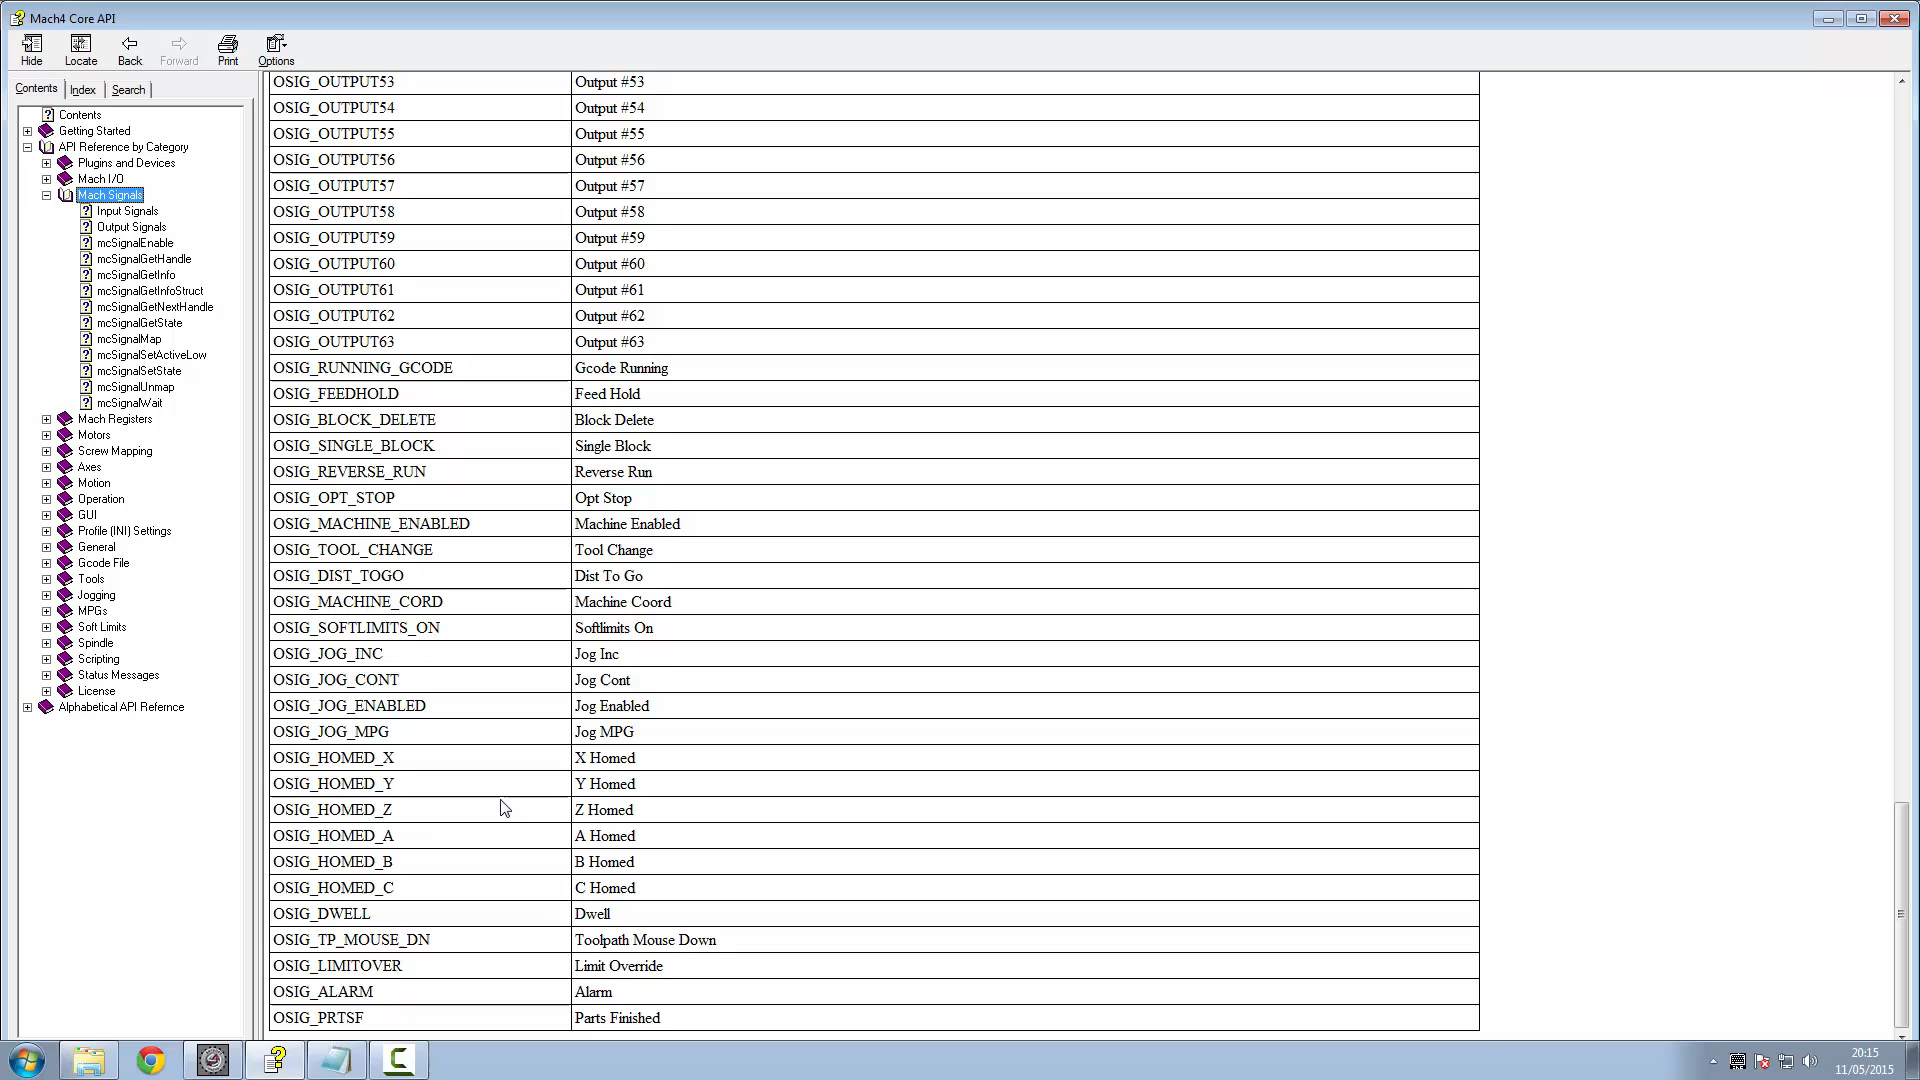 Mach4 Core API
Hide
Locate
Back
Forward
Print
Options
Contents
Index
Search
Contents
Getting Started
API Reference by Category
Plugins and Devices
Mach I/O
Mach Signals
Input Signals
Output Signals
mcSignalEnable
mcSignalGetHandle
mcSignalGetInfo
mcSignalGetInfoStruct
mcSignalGetNextHandle
mcSignalGetState
mcSignalMap
mcSignalSetActiveLow
mcSignalSetState
mcSignalUnmap
mcSignalWait
Mach Registers
Motors
Screw Mapping
Axes
Motion
Operation
GUI
Profile (INI) Settings
General
Gcode File
Tools
Jogging
MPGs
Soft Limits
Spindle
Scripting
Status Messages
License
Alphabetical API Refernce
OSIG_OUTPUT53 Output #53
OSIG_OUTPUT54 Output #54
OSIG_OUTPUT55 Output #55
OSIG_OUTPUT56 Output #56
OSIG_OUTPUT57 Output #57
OSIG_OUTPUT58 Output #58
OSIG_OUTPUT59 Output #59
OSIG_OUTPUT60 Output #60
OSIG_OUTPUT61 Output #61
OSIG_OUTPUT62 Output #62
OSIG_OUTPUT63 Output #63
OSIG_RUNNING_GCODE Gcode Running
OSIG_FEEDHOLD Feed Hold
OSIG_BLOCK_DELETE Block Delete
OSIG_SINGLE_BLOCK Single Block
OSIG_REVERSE_RUN Reverse Run
OSIG_OPT_STOP Opt Stop
OSIG_MACHINE_ENABLED Machine Enabled
OSIG_TOOL_CHANGE Tool Change
OSIG_DIST_TOGO Dist To Go
OSIG_MACHINE_CORD Machine Coord
OSIG_SOFTLIMITS_ON Softlimits On
OSIG_JOG_INC Jog Inc
OSIG_JOG_CONT Jog Cont
OSIG_JOG_ENABLED Jog Enabled
OSIG_JOG_MPG Jog MPG
OSIG_HOMED_X X Homed
OSIG_HOMED_Y Y Homed
OSIG_HOMED_Z Z Homed
OSIG_HOMED_A A Homed
OSIG_HOMED_B B Homed
OSIG_HOMED_C C Homed
OSIG_DWELL Dwell
OSIG_TP_MOUSE_DN Toolpath Mouse Down
OSIG_LIMITOVER Limit Override
OSIG_ALARM Alarm
OSIG_PRTSF Parts Finished
20:15
11/05/2015